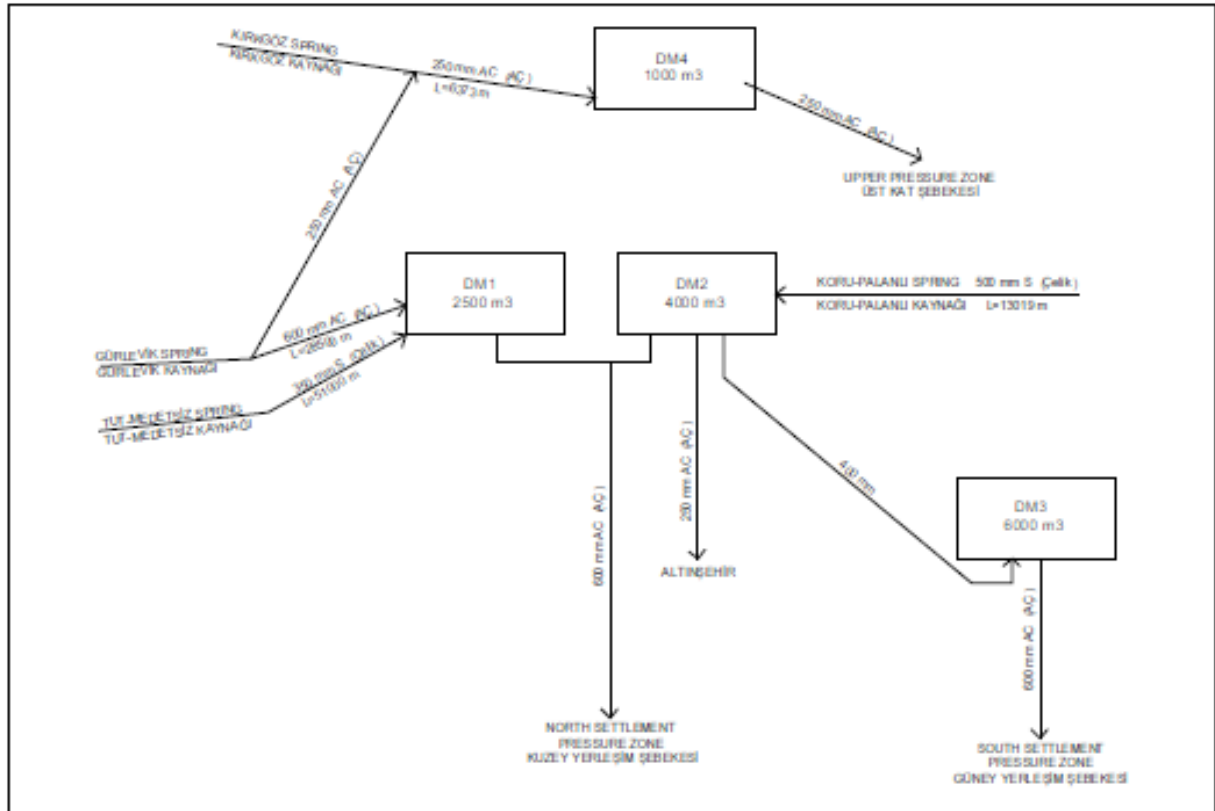 KIRKGÖZ SPRING
KIRKGÖZ KAYNAĞI
250 mm AC (AÇ)
L=6373 m
DM4
1000 m3
250 mm AC (AÇ)
UPPER PRESSURE ZONE
ÜST KAT ŞEBEKESİ
250 mm AC (AÇ)
DM1
2500 m3
DM2
4000 m3
KORU-PALANLI SPRING 500 mm S (Çelik)
KORU-PALANLI KAYNAĞI L=13019 m
600 mm AC (AÇ)
GÜRLEVİK SPRING
GÜRLEVİK KAYNAĞI
mm S (Çelik)
TUT-MEDETSİZ SPRING
TUT-MEDETSİZ KAYNAĞI
600 mm AC (AÇ)
250 mm AC (AÇ)
400 mm
DM3
6000 m3
ALTINŞEHİR
600 mm AC (AÇ)
NORTH SETTLEMENT
PRESSURE ZONE
KUZEY YERLEŞİM ŞEBEKESİ
SOUTH SETTLEMENT
PRESSURE ZONE
GÜNEY YERLEŞİM ŞEBEKESİ